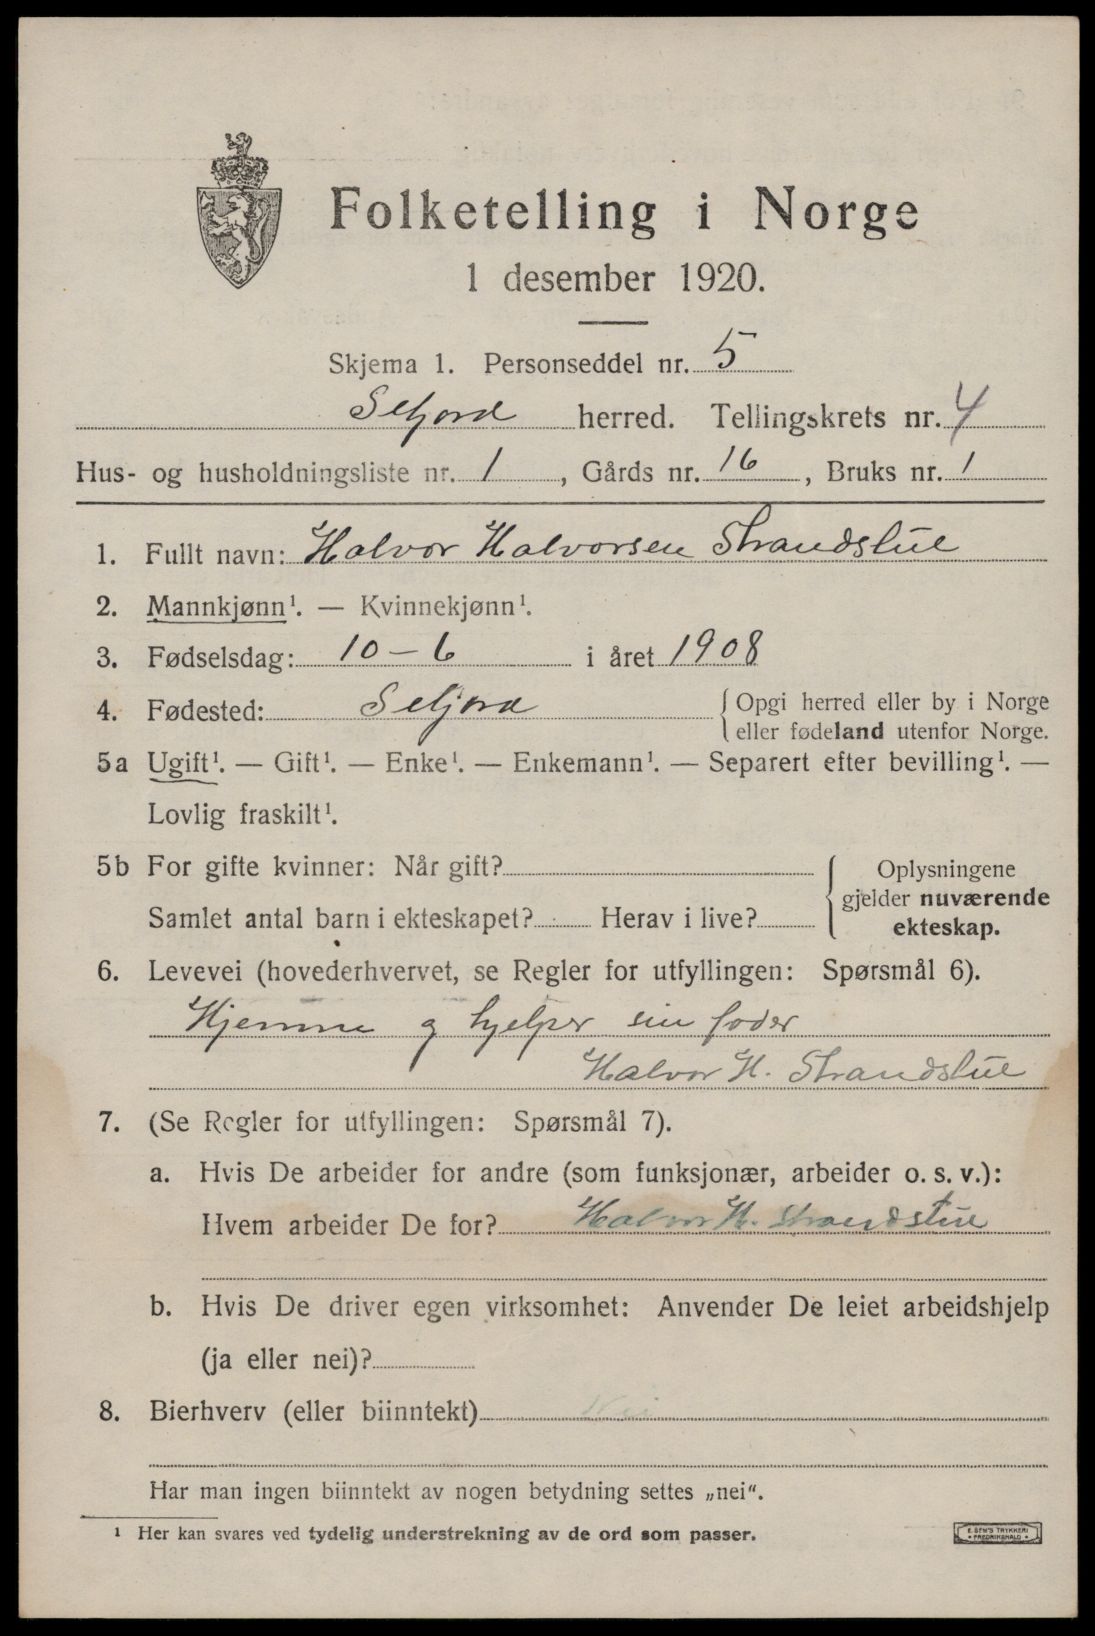 Folketelling i Norge
1 desember 1920.
Skjema 1. Personseddel nr. 5
Seljord herred. Tellingskrets nr. 4
Hus- og husholdningsliste nr. 1, Gårds nr. 16, Bruks nr. 1
1. Fullt navn: Halvor Halvorsen Strandstue
2. Mannkjønn¹. — Kvinnekjønn¹.
3. Fødselsdag: 10 – 6 i året 1908
4. Fødested: Seljord { Opgi herred eller by i Norge
eller fødeland utenfor Norge.
5a Ugift¹. — Gift¹. — Enke¹. — Enkemann¹. — Separert efter bevilling¹. —
Lovlig fraskilt¹.
5b For gifte kvinner: Når gift? { Oplysningene
gjelder nuværende
Samlet antal barn i ekteskapet? Herav i live?
ekteskap.
6. Levevei (hovederhvervet, se Regler for utfyllingen: Spørsmål 6).
Hjemme og hjelper sin fader
Halvor H. Strandstue
7. (Se Regler for utfyllingen: Spørsmål 7).
a. Hvis De arbeider for andre (som funksjonær, arbeider o. s. v.):
Hvem arbeider De for? Halvor H. Strandstue
b. Hvis De driver egen virksomhet: Anvender De leiet arbeidshjelp
(ja eller nei)?
8. Bierhverv (eller biinntekt) Nei
Har man ingen biinntekt av nogen betydning settes „nei“.
¹ Her kan svares ved tydelig understrekning av de ord som passer.
E. SEM'S TRYKKERI
FREDRIKSHALD